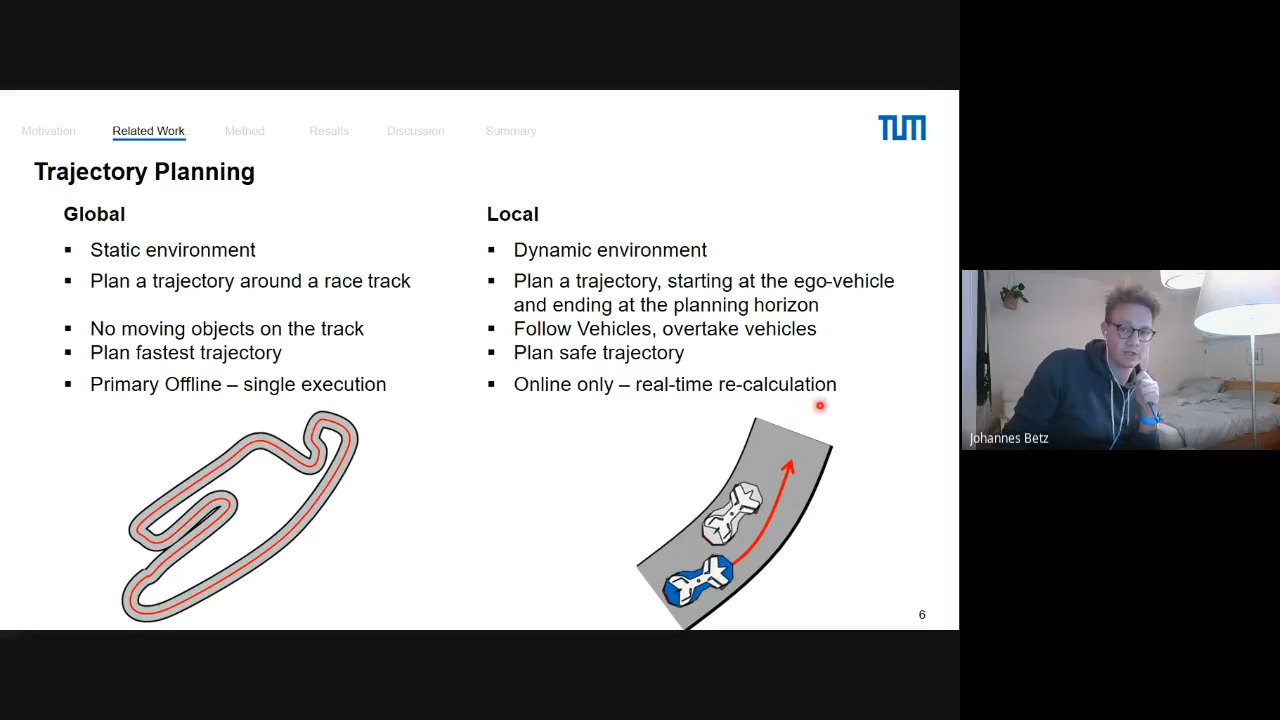 Motivation
Related Work
Method
Results
Discussion
Summary
TUM
Trajectory Planning
Global
▪ Static environment
▪ Plan a trajectory around a race track
▪ No moving objects on the track
▪ Plan fastest trajectory
▪ Primary Offline – single execution
Local
▪ Dynamic environment
▪ Plan a trajectory, starting at the ego-vehicle
and ending at the planning horizon
▪ Follow Vehicles, overtake vehicles
▪ Plan safe trajectory
▪ Online only – real-time re-calculation
6
Johannes Betz